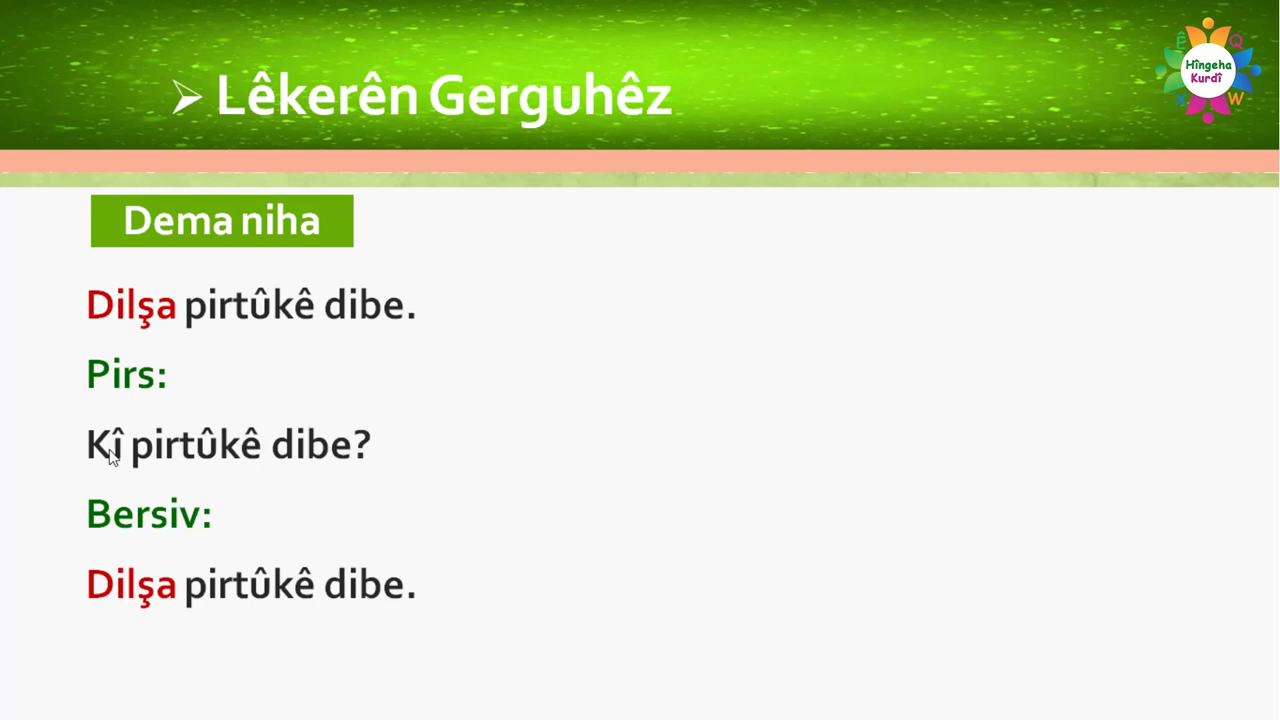 ➢ Lêkerên Gerguhêz
Ê Q
Hîngeha
Kurdî
X W
Dema niha
Dilşa pirtûkê dibe.
Pirs:
Kî pirtûkê dibe?
Bersiv:
Dilşa pirtûkê dibe.